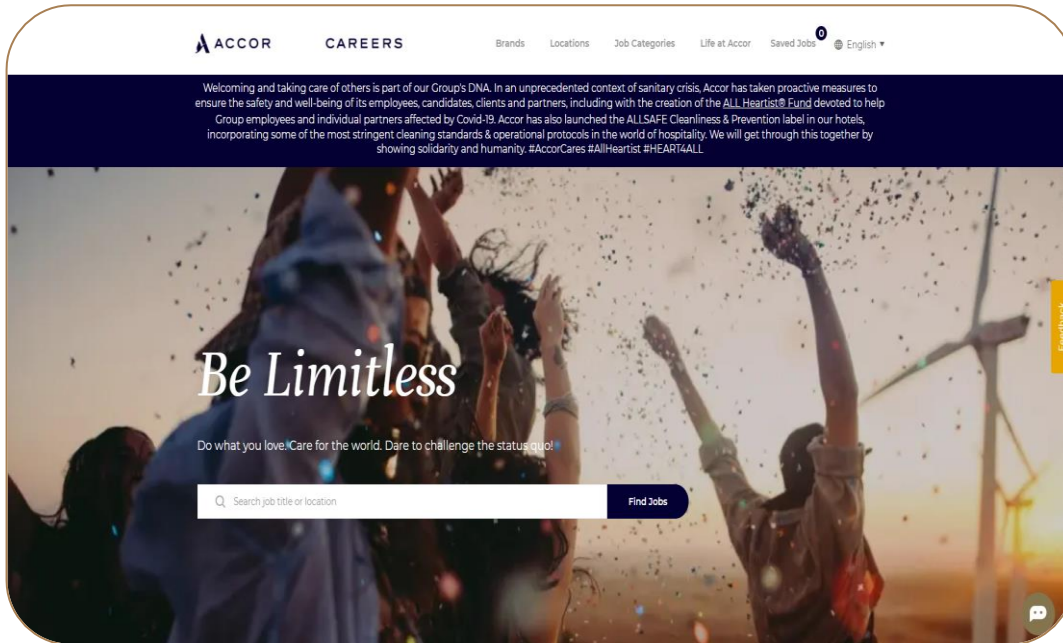 ACCOR CAREERS Brands Locations Job Categories Life at Accor Saved Jobs 0 English
Welcoming and taking care of others is part of our Group's DNA. In an unprecedented context of sanitary crisis, Accor has taken proactive measures to
ensure the safety and well-being of its employees, candidates, clients and partners, including with the creation of the ALL Heartist® Fund devoted to help
Group employees and individual partners affected by Covid-19. Accor has also launched the ALLSAFE Cleanliness & Prevention label in our hotels,
incorporating some of the most stringent cleaning standards & operational protocols in the world of hospitality. We will get through this together by
showing solidarity and humanity. #AccorCares #AllHeartist #HEART4ALL
Be Limitless
Do what you love. Care for the world. Dare to challenge the status quo!
Search job title or location
Find Jobs
Feedback